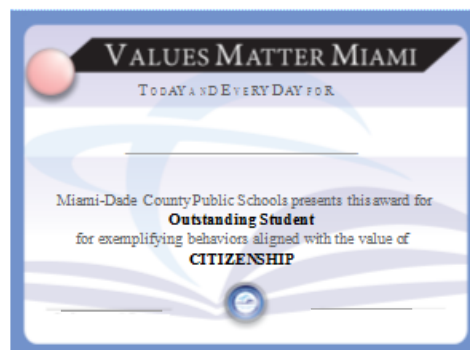 VALUES MATTER MIAMI
TODAY AND EVERY DAY FOR
Miami-Dade County Public Schools presents this award for
Outstanding Student
for exemplifying behaviors aligned with the value of
CITIZENSHIP